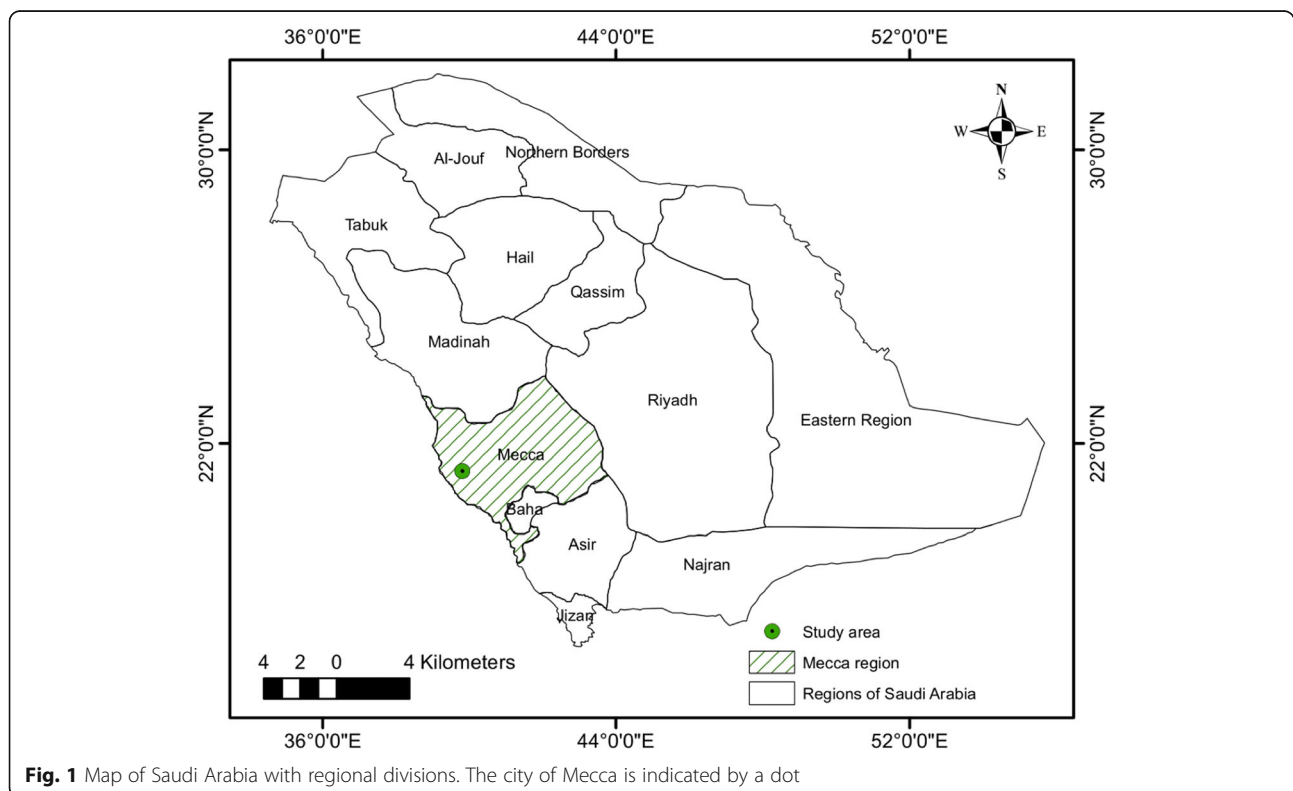 36°0'0"E 44°0'0"E 52°0'0"E
N
W E
S
30°0'0"N 30°0'0"N
Al-Jouf Northern Borders
Tabuk
Hail
Qassim
Madinah
Riyadh
Eastern Region
22°0'0"N 22°0'0"N
Mecca
Baha
Asir
Najran
Jizan
Study area
Mecca region
Regions of Saudi Arabia
4 2 0 4 Kilometers
36°0'0"E 44°0'0"E 52°0'0"E
Fig. 1 Map of Saudi Arabia with regional divisions. The city of Mecca is indicated by a dot